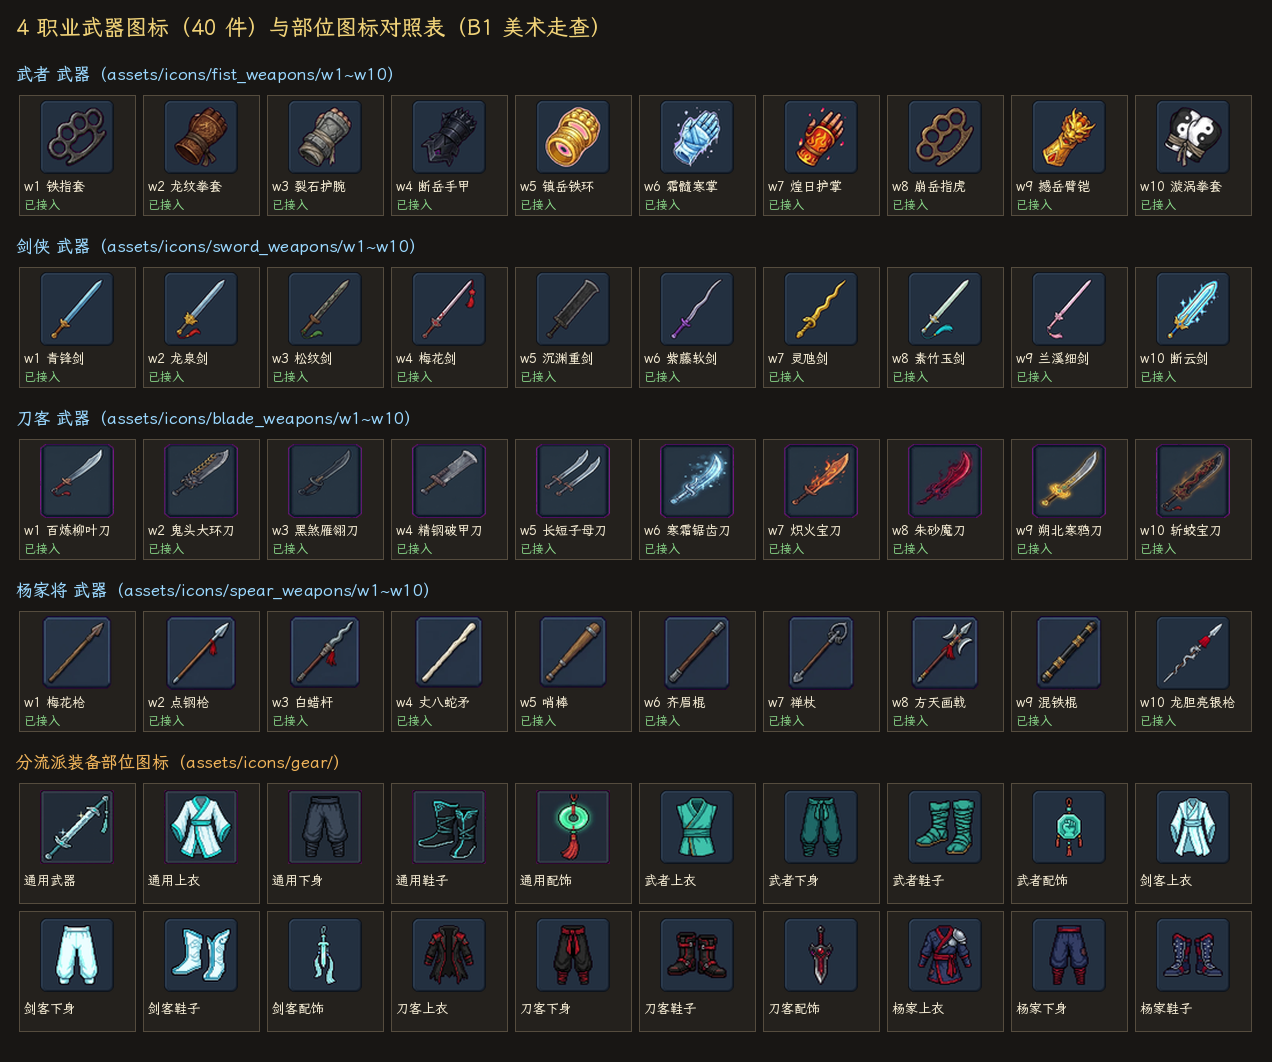 4 职业武器图标（40 件）与部位图标对照表（B1 美术走查）
武者 武器（assets/icons/fist_weapons/w1~w10）
w1 铁指套 w2 龙纹拳套 w3 裂石护腕 w4 断岳手甲 w5 镇岳铁环 w6 霜髓寒掌 w7 煌日护掌 w8 崩岳指虎 w9 撼岳臂铠 w10 漩涡拳套
已接入 已接入 已接入 已接入 已接入 已接入 已接入 已接入 已接入 已接入
剑侠 武器（assets/icons/sword_weapons/w1~w10）
w1 青锋剑 w2 龙泉剑 w3 松纹剑 w4 梅花剑 w5 沉渊重剑 w6 紫藤软剑 w7 灵虺剑 w8 素竹玉剑 w9 兰溪细剑 w10 断云剑
已接入 已接入 已接入 已接入 已接入 已接入 已接入 已接入 已接入 已接入
刀客 武器（assets/icons/blade_weapons/w1~w10）
w1 百炼柳叶刀 w2 鬼头大环刀 w3 黑煞雁翎刀 w4 精钢破甲刀 w5 长短子母刀 w6 寒霜锯齿刀 w7 炽火宝刀 w8 朱砂魔刀 w9 朔北寒鸦刀 w10 斩蛟宝刀
已接入 已接入 已接入 已接入 已接入 已接入 已接入 已接入 已接入 已接入
杨家将 武器（assets/icons/spear_weapons/w1~w10）
w1 梅花枪 w2 点钢枪 w3 白蜡杆 w4 丈八蛇矛 w5 哨棒 w6 齐眉棍 w7 禅杖 w8 方天画戟 w9 混铁棍 w10 龙胆亮银枪
已接入 已接入 已接入 已接入 已接入 已接入 已接入 已接入 已接入 已接入
分流派装备部位图标（assets/icons/gear/）
通用武器 通用上衣 通用下身 通用鞋子 通用配饰 武者上衣 武者下身 武者鞋子 武者配饰 剑客上衣
剑客下身 剑客鞋子 剑客配饰 刀客上衣 刀客下身 刀客鞋子 刀客配饰 杨家上衣 杨家下身 杨家鞋子